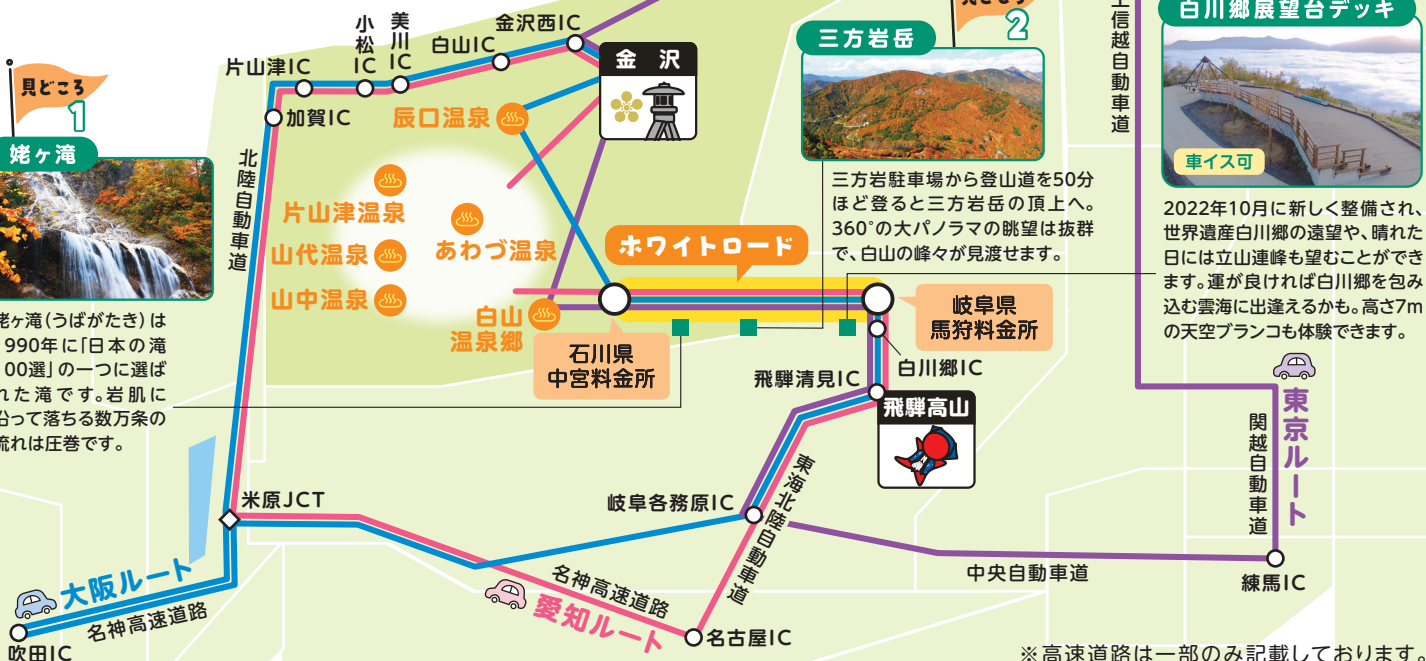 見どころ
1
姥ヶ滝
姥ヶ滝(うばがたき)は
990年に「日本の滝
00選」の一つに選ば
れた滝です。岩肌に
沿って落ちる数万条の
流れは圧巻です。
片山津IC
小松IC
美川IC
白山IC
金沢西IC
加賀IC
北陸自動車道
辰口温泉
片山津温泉
あわづ温泉
山代温泉
山中温泉
白山
温泉郷
金沢
ホワイトロード
石川県
中宮料金所
2
三方岩岳
三方岩駐車場から登山道を50分
ほど登ると三方岩岳の頂上へ。
360°の大パノラマの眺望は抜群
で、白山の峰々が見渡せます。
岐阜県
馬狩料金所
白川郷IC
飛騨清見IC
飛騨高山
信越自動車道
白川郷展望台デッキ
車イス可
2022年10月に新しく整備され、
世界遺産白川郷の遠望や、晴れた
日には立山連峰も望むことができ
ます。運が良ければ白川郷を包み
込む雲海に出逢えるかも。高さ7m
の天空ブランコも体験できます。
東京ルート
関越自動車道
練馬IC
中央自動車道
岐阜各務原IC
東海北陸自動車道
米原JCT
大阪ルート
名神高速道路
吹田IC
名神高速道路
愛知ルート
名古屋IC
※高速道路は一部のみ記載しております。